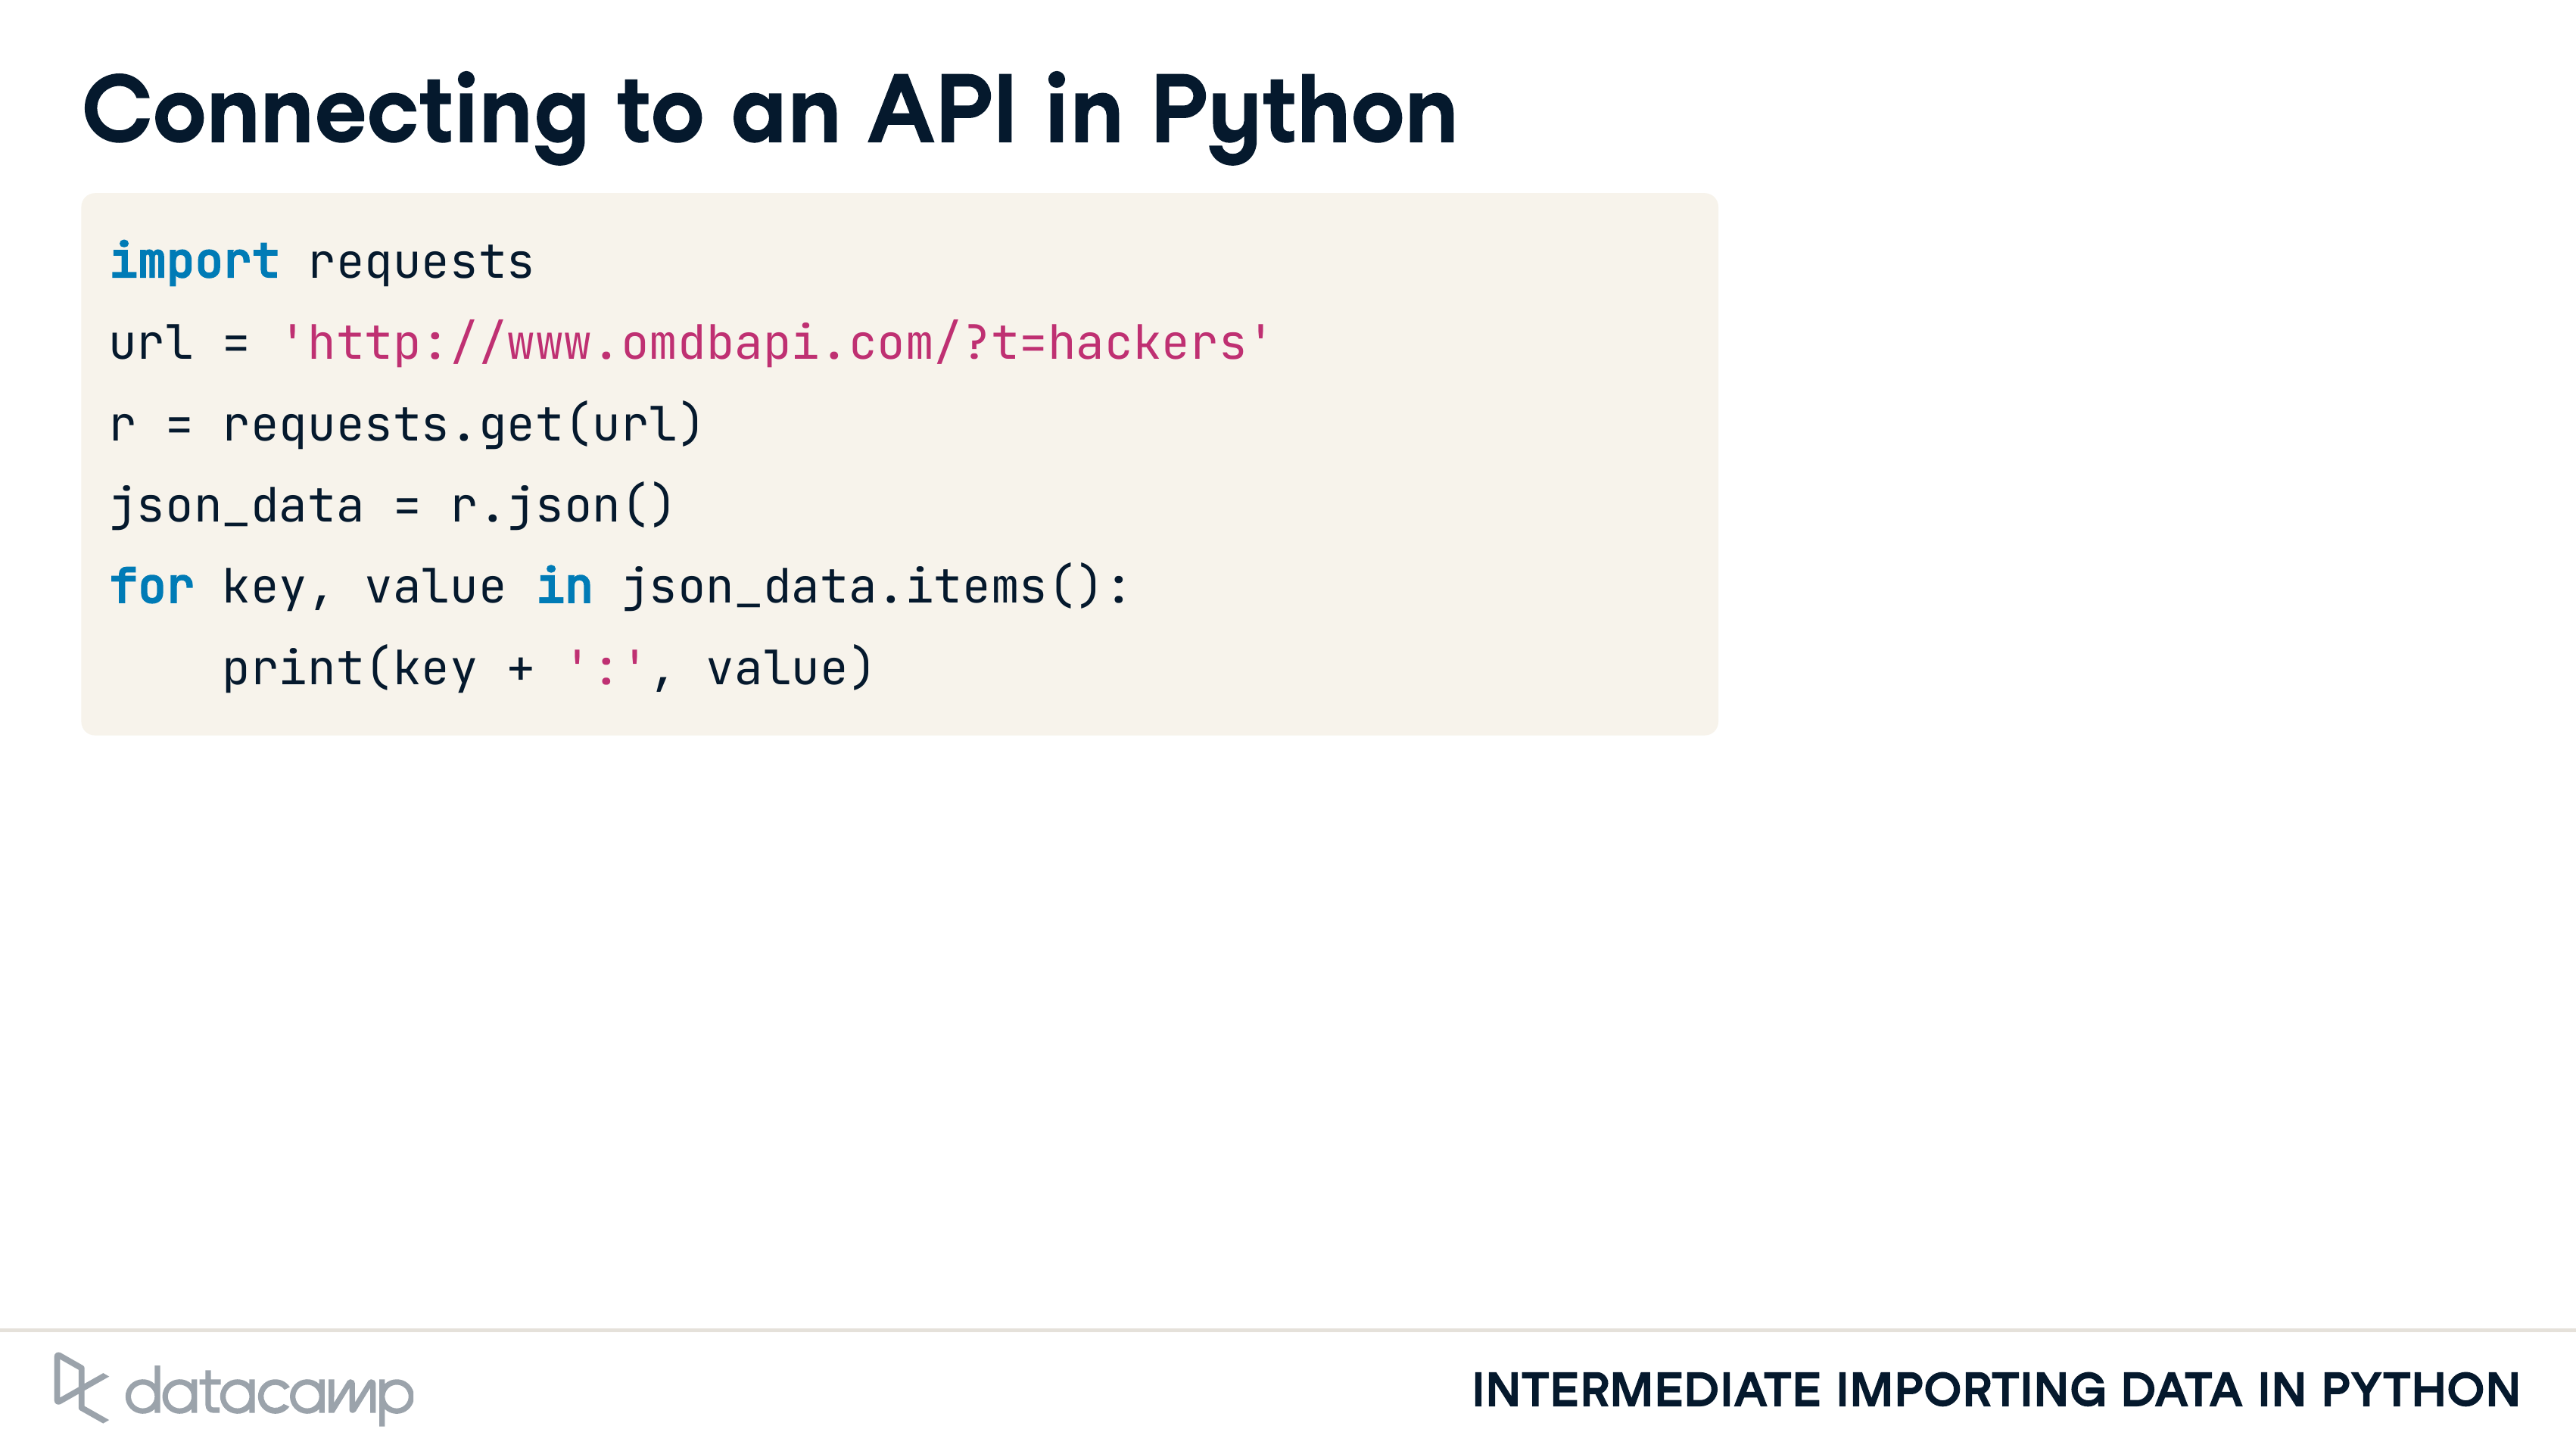 Connecting to an API in Python
import requests
url = 'http://www.omdbapi.com/?t=hackers'
r = requests.get(url)
json_data = r.json()
for key, value in json_data.items():
    print(key + ':', value)
datacamp
INTERMEDIATE IMPORTING DATA IN PYTHON